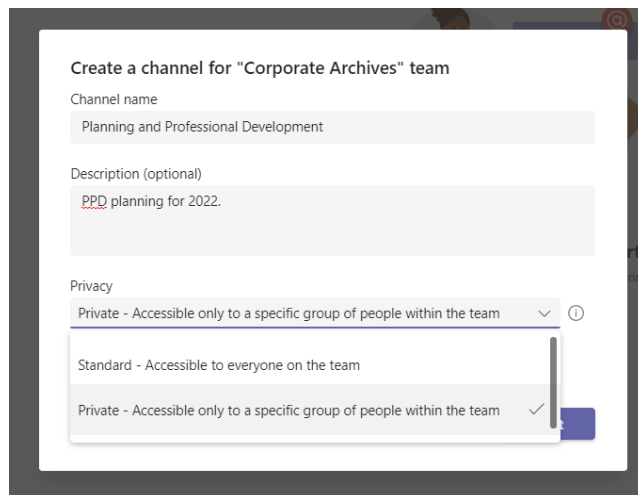 Create a channel for "Corporate Archives" team
Channel name
Planning and Professional Development
Description (optional)
PPD planning for 2022.
Privacy
Private - Accessible only to a specific group of people within the team
Standard - Accessible to everyone on the team
Private - Accessible only to a specific group of people within the team